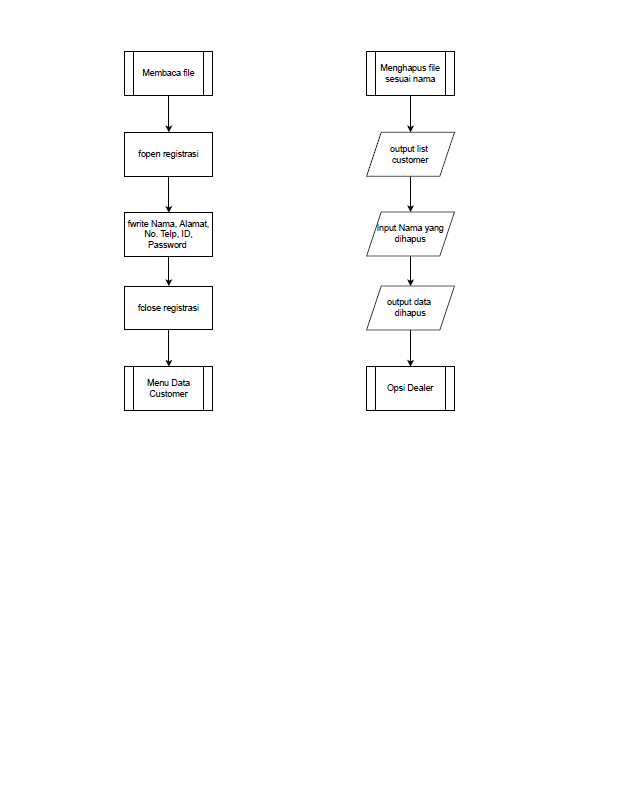 Membaca file
fopen registrasi
fwrite Nama, Alamat,
No. Telp, ID,
Password
fclose registrasi
Menu Data
Customer
Menghapus file
sesuai nama
output list
customer
Input Nama yang
dihapus
output data
dihapus
Opsi Dealer